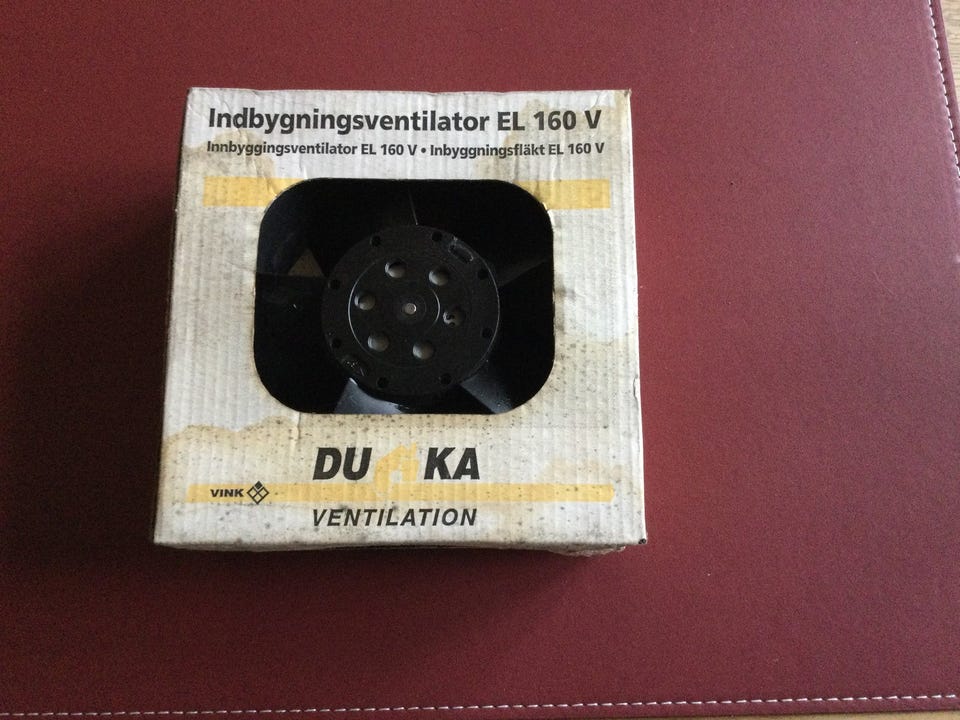 Indbygningsventilator EL 160 V
Innbyggingsventilator EL 160 V • Inbyggningsfläkt EL 160 V
DUKA
VINK
VENTILATION